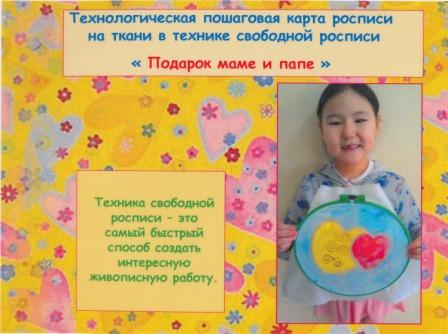 Технологическая пошаговая карта росписи
на ткани в технике свободной росписи
« Подарок маме и папе »
Техника свободной
росписи – это
самый быстрый
способ создать
интересную
живописную работу.